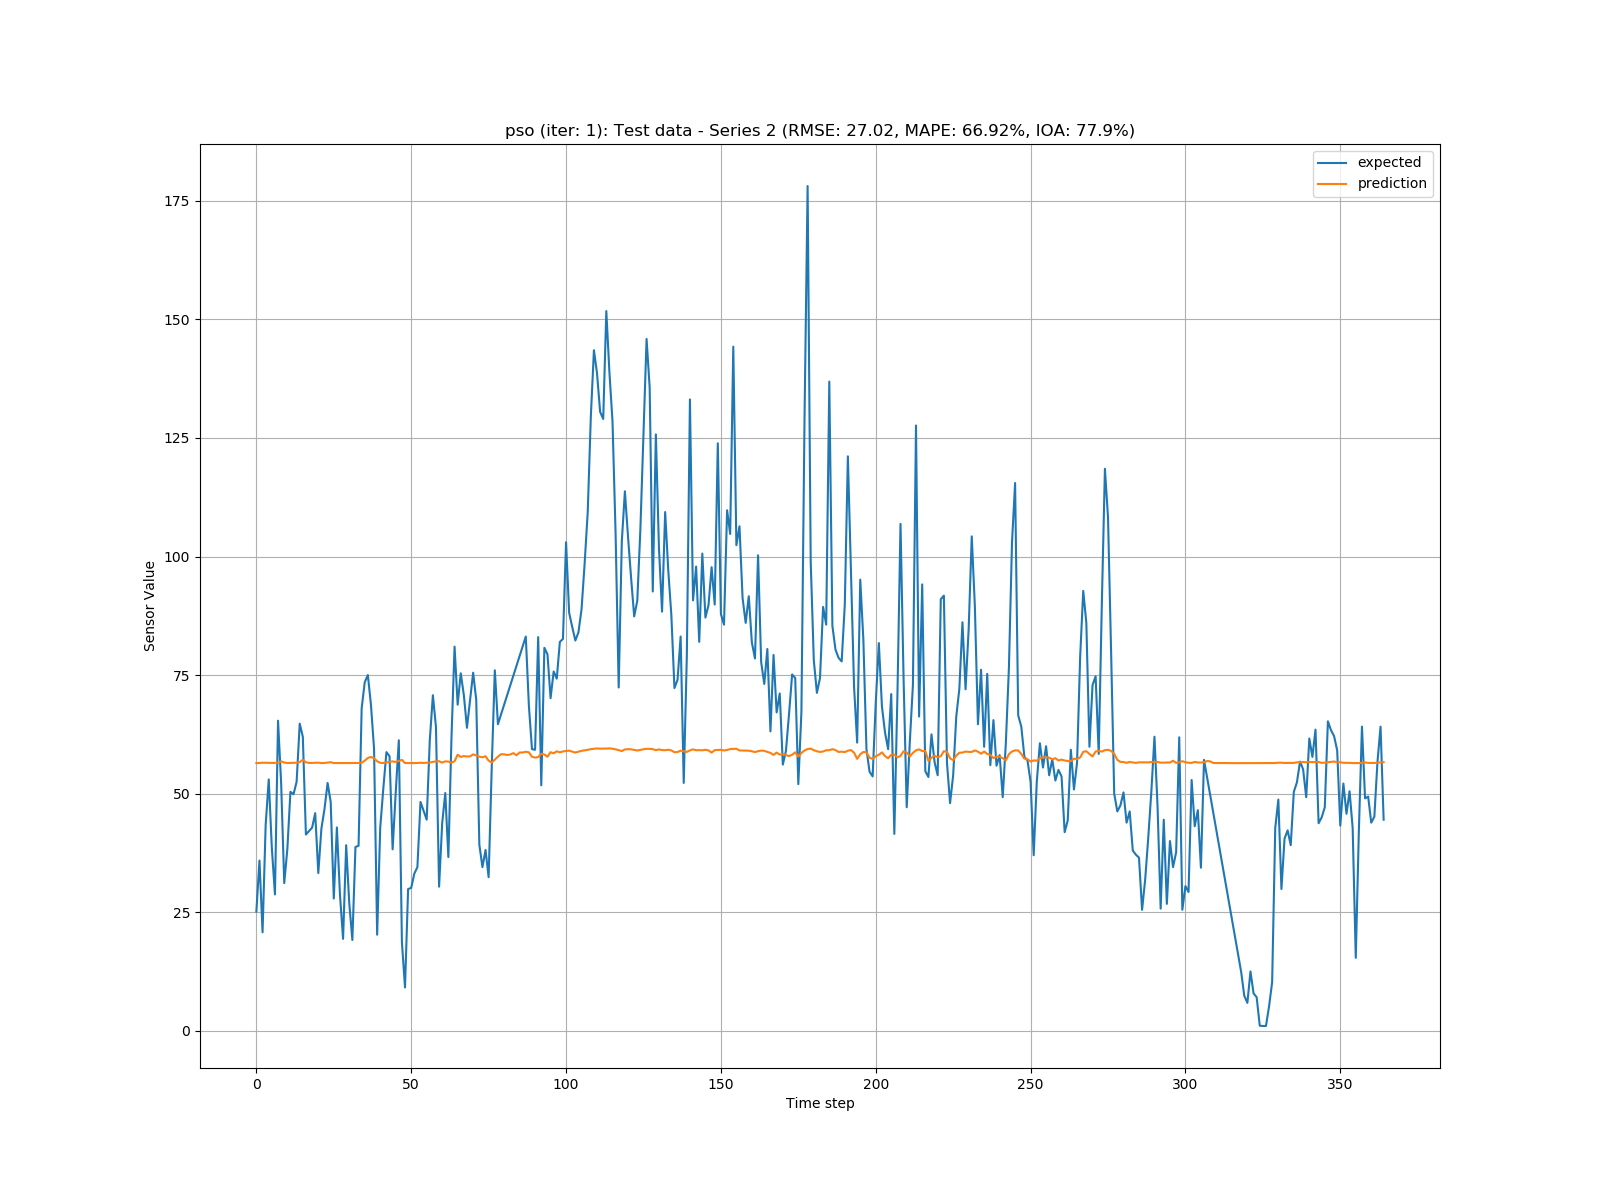 pso (iter: 1): Test data - Series 2 (RMSE: 27.02, MAPE: 66.92%, IOA: 77.9%)
expected
prediction
175
150
125
100
75
50
25
0
Sensor Value
0 50 100 150 200 250 300 350
Time step